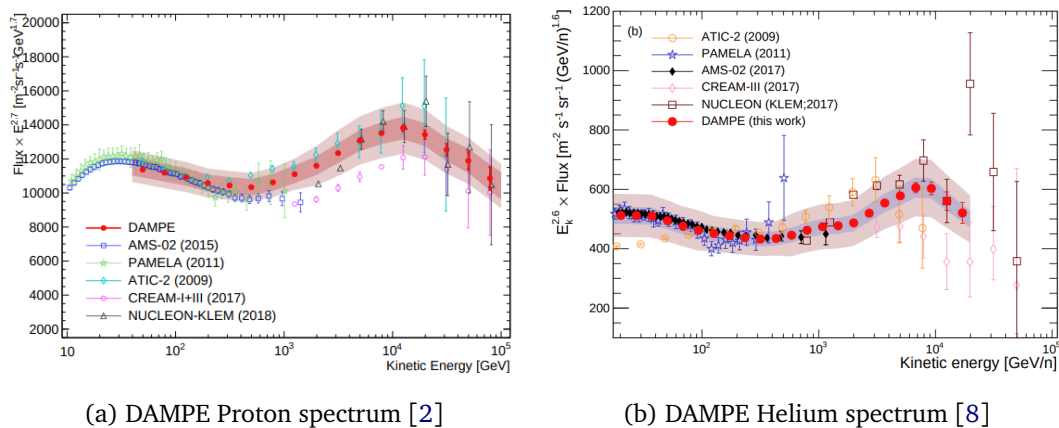 20000
18000
16000
14000
12000
10000
8000
6000
4000
2000
Flux × E^2.7 [m^-2sr^-1s^-1GeV^1.7]
DAMPE
AMS-02 (2015)
PAMELA (2011)
ATIC-2 (2009)
CREAM-I+III (2017)
NUCLEON-KLEM (2018)
10 10^2 10^3 10^4 10^5
Kinetic Energy [GeV]
(a) DAMPE Proton spectrum [2]
1200
1000
800
600
400
200
E_k^2.6 × Flux [m^-2 s^-1 sr^-1 (GeV/n)^1.6]
(b)
ATIC-2 (2009)
PAMELA (2011)
AMS-02 (2017)
CREAM-III (2017)
NUCLEON (KLEM;2017)
DAMPE (this work)
10^2 10^3 10^4 10^5
Kinetic energy [GeV/n]
(b) DAMPE Helium spectrum [8]